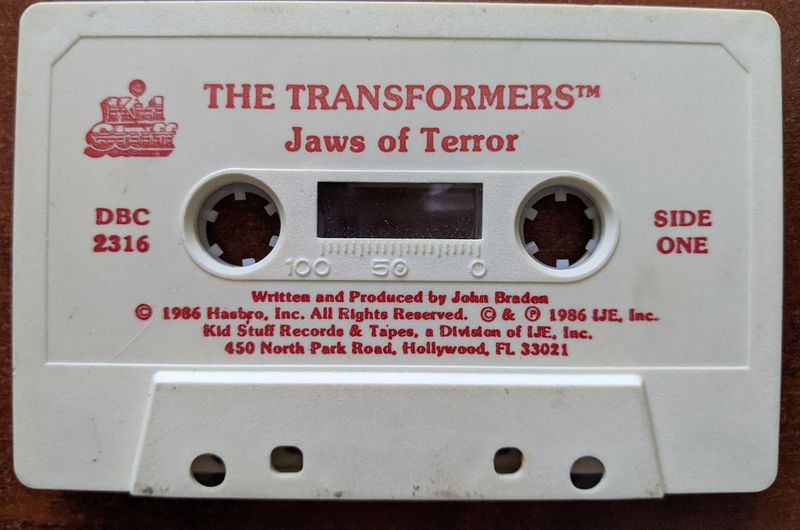 Kid
Stuff
THE TRANSFORMERS™
Jaws of Terror
DBC
2316
SIDE
ONE
100 50 0
Written and Produced by John Braden
© 1986 Hasbro, Inc. All Rights Reserved. © & ℗ 1986 IJE, Inc.
Kid Stuff Records & Tapes, a Division of IJE, Inc.
450 North Park Road, Hollywood, FL 33021